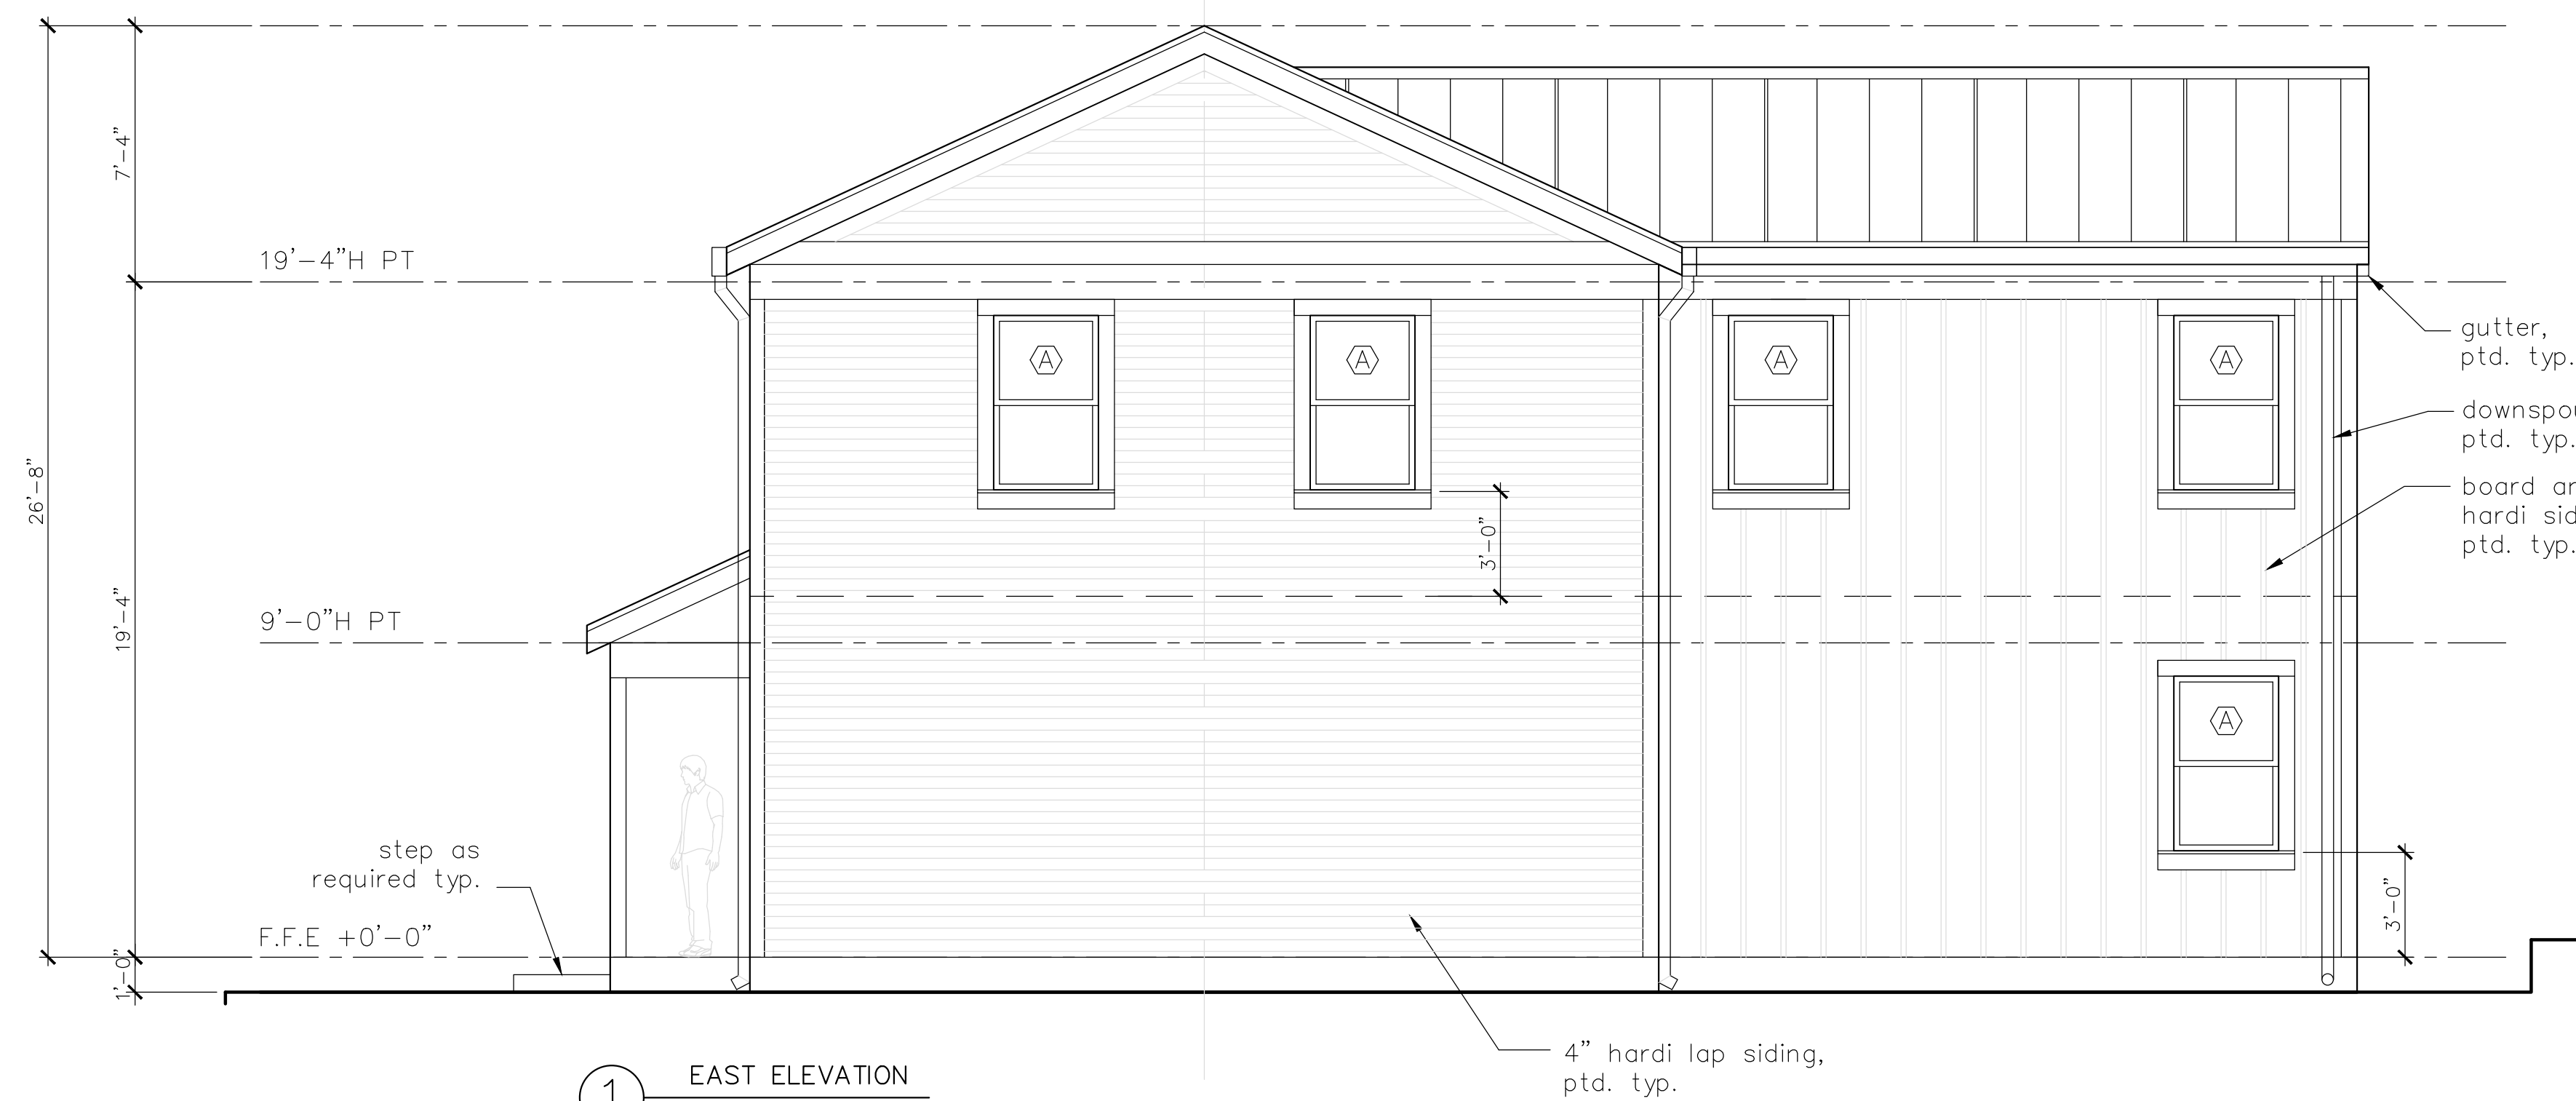 7'-4"
19'-4"H PT
26'-8"
19'-4"
9'-0"H PT
F.F.E +0'-0"
1'-0"
step as
required typ.
A
A
A
A
A
3'-0"
3'-0"
gutter,
ptd. typ.
ptd. typ.
board
hardi
ptd. typ.
4" hardi lap siding,
ptd. typ.
1
EAST ELEVATION